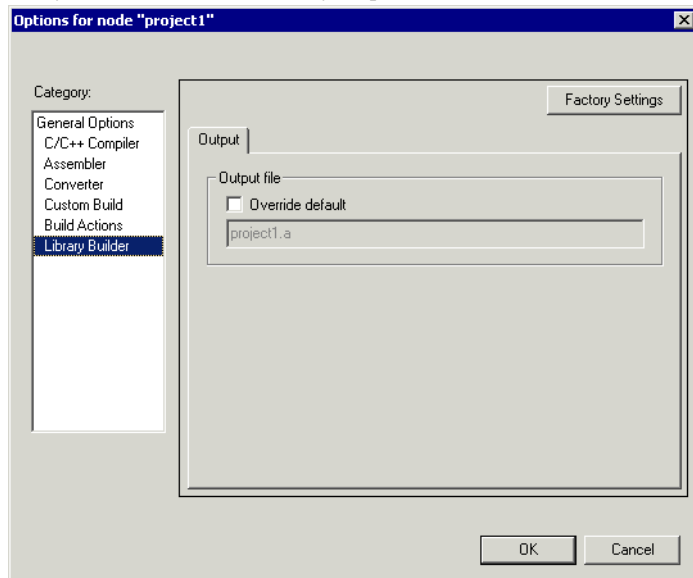 Options for node "project1"
Category:
Factory Settings
General Options
C/C++ Compiler
Assembler
Converter
Custom Build
Build Actions
Library Builder
Output
Output file
Override default
project1.a
OK
Cancel